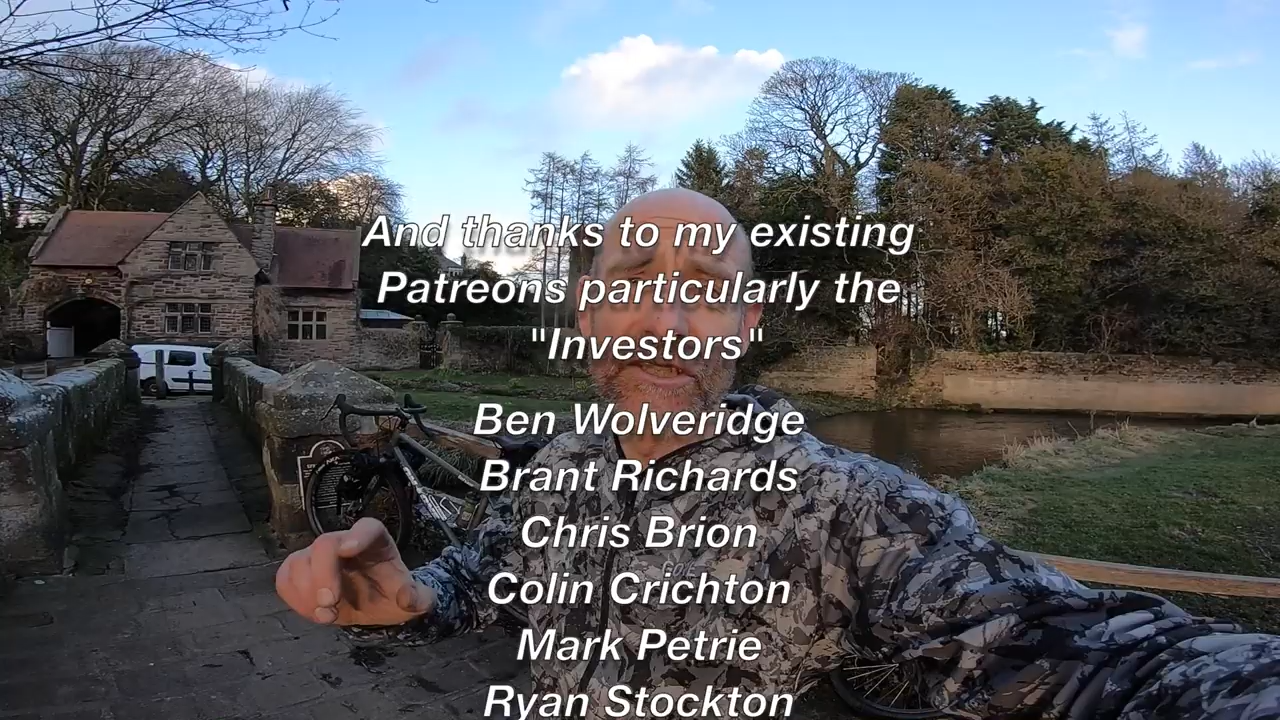 And thanks to my existing
Patreons particularly the
"Investors"
Ben Wolveridge
Brant Richards
Chris Brion
Colin Crichton
Mark Petrie
Ryan Stockton